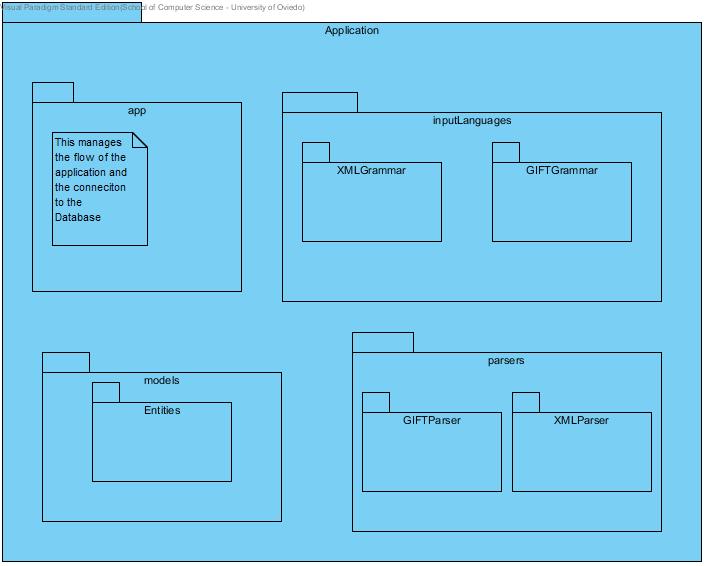 Visual Paradigm Standard Edition(School of Computer Science - University of Oviedo)
Application
app
This manages
the flow of the
application and
the conneciton
to the
Database
inputLanguages
XMLGrammar
GIFTGrammar
models
Entities
parsers
GIFTParser
XMLParser